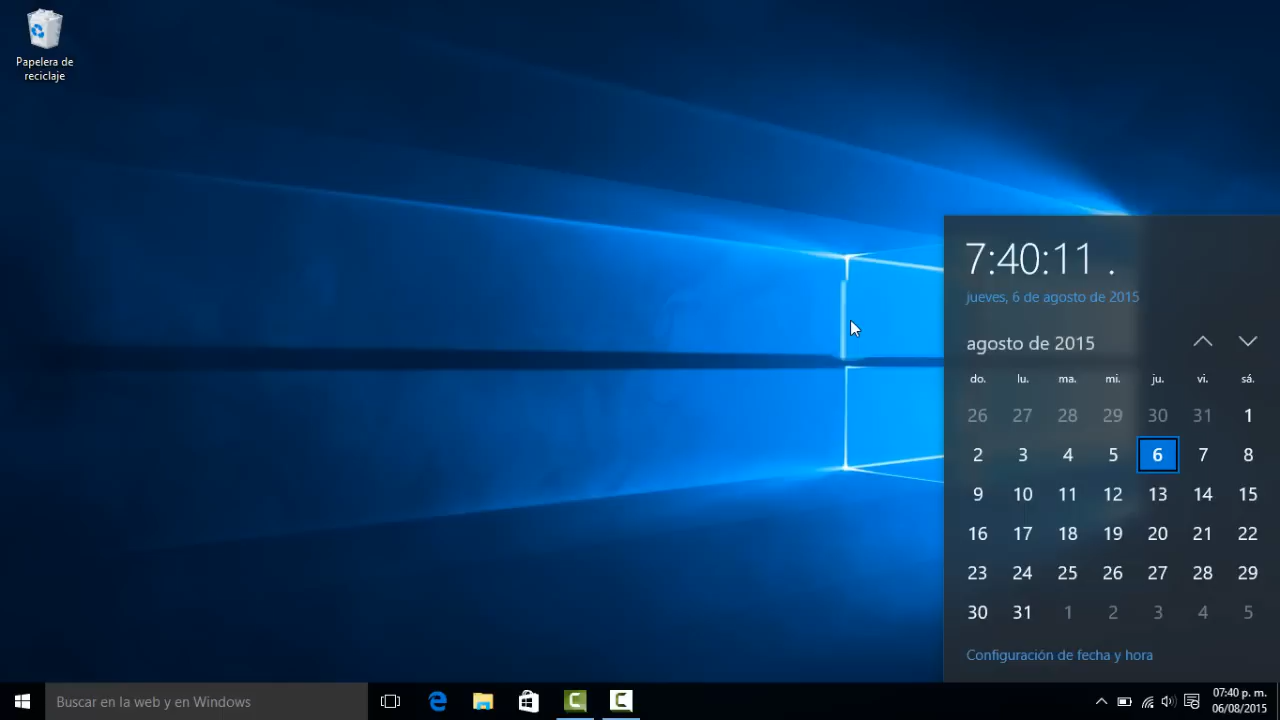 Papelera de
reciclaje
7:40:11 .
jueves, 6 de agosto de 2015
agosto de 2015
do. lu. ma. mi. ju. vi. sá.
26 27 28 29 30 31 1
2 3 4 5 6 7 8
9 10 11 12 13 14 15
16 17 18 19 20 21 22
23 24 25 26 27 28 29
30 31 1 2 3 4 5
Configuración de fecha y hora
Buscar en la web y en Windows
07:40 p. m.
06/08/2015